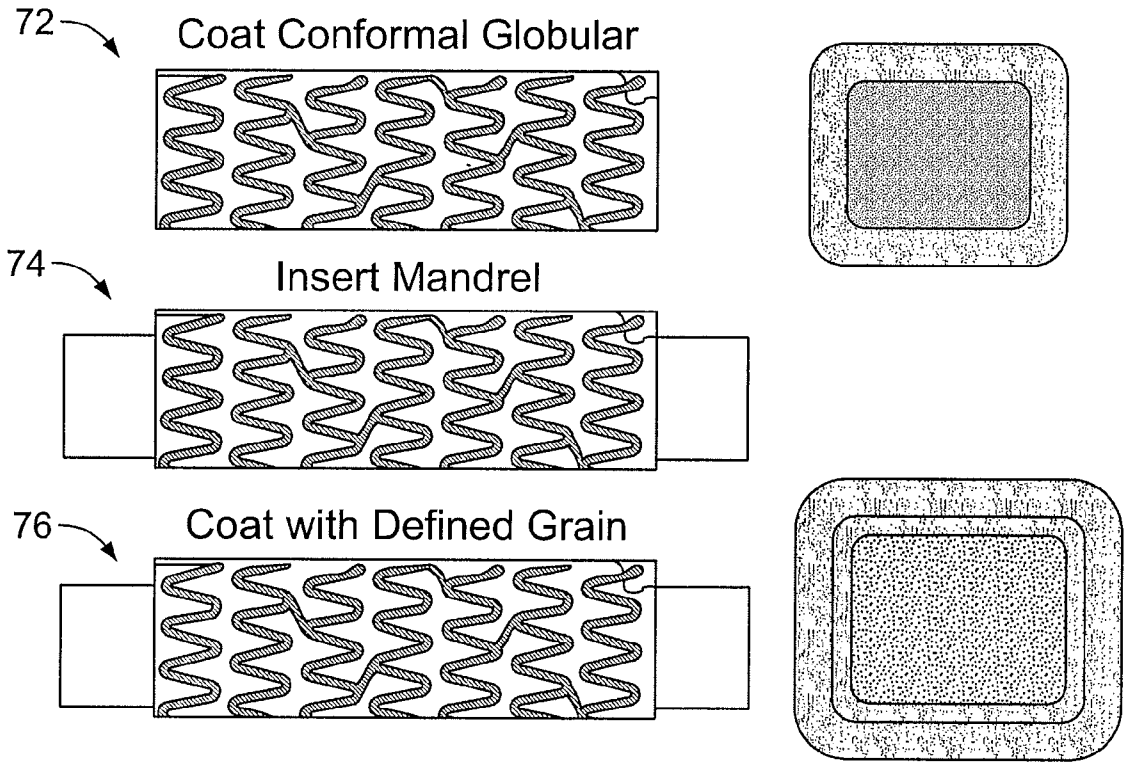 72
Coat Conformal Globular
74
Insert Mandrel
76
Coat with Defined Grain